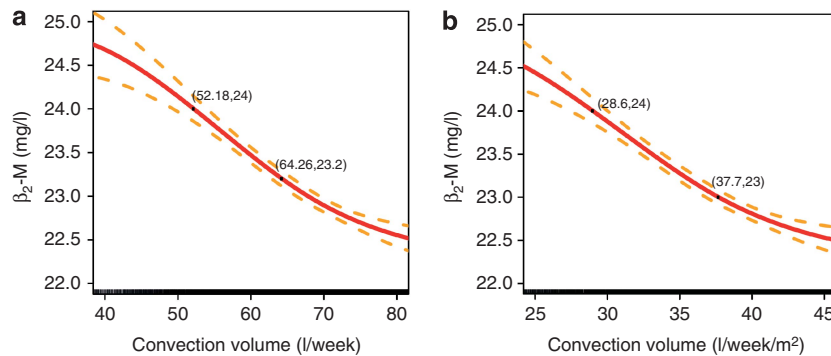 a
25.0
24.5
24.0
23.5
23.0
22.5
22.0
β2-M (mg/l)
(52.18,24)
(64.26,23.2)
40 50 60 70 80
Convection volume (l/week)
b
25.0
24.5
24.0
23.5
23.0
22.5
22.0
β2-M (mg/l)
(28.6,24)
(37.7,23)
25 30 35 40 45
Convection volume (l/week/m²)